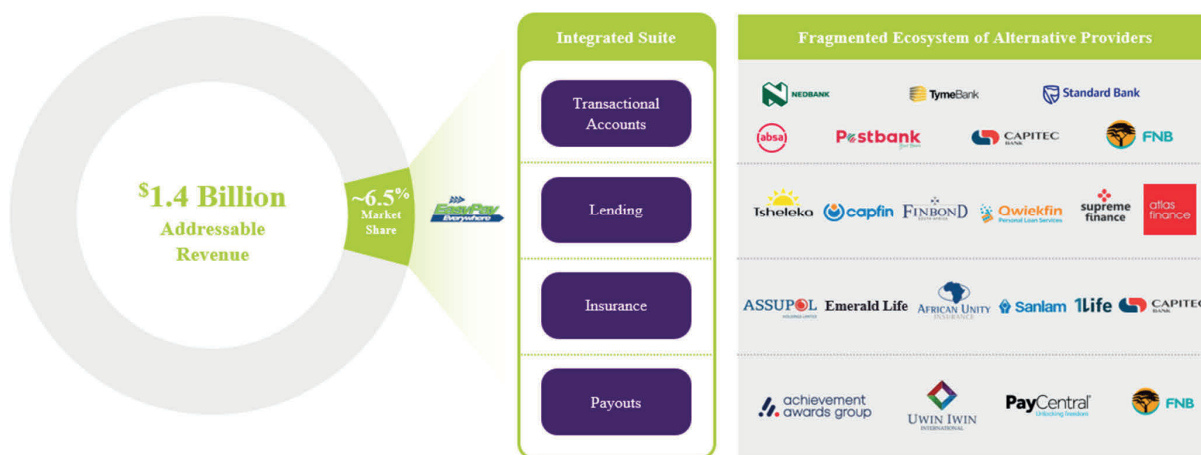 $1.4 Billion
Addressable
Revenue
~6.5%
Market
Share
EasyPay
Everywhere
Integrated Suite
Transactional
Accounts
Lending
Insurance
Payouts
Fragmented Ecosystem of Alternative Providers
NEDBANK
TymeBank
Standard Bank
absa
Postbank
CAPITEC
BANK
FNB
Tsheleka
capfin
FINBOND
Qwiekfin
Personal Loan Services
supreme
finance
atlas
finance
ASSUPOL
Emerald Life
AFRICAN UNITY
INSURANCE
Sanlam
1Life
CAPITEC
BANK
achievement
awards group
UWIN IWIN
INTERNATIONAL
PayCentral
Unlocking freedom
FNB